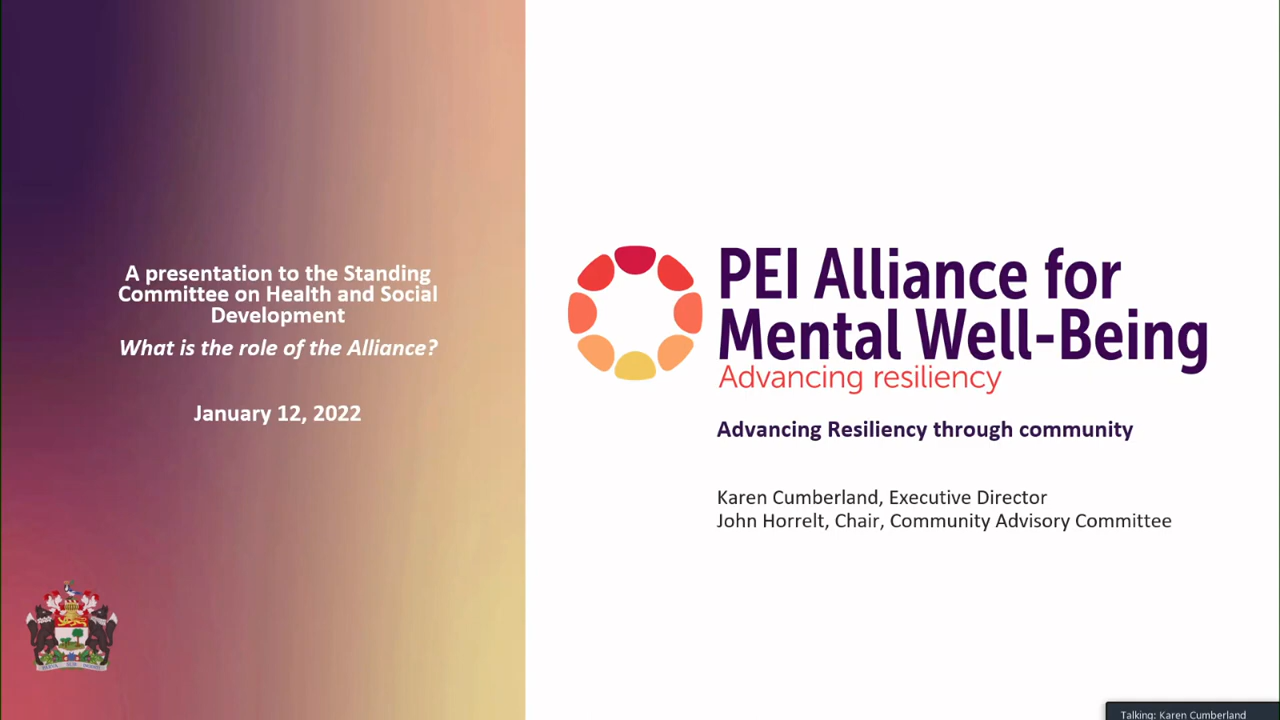 A presentation to the Standing
Committee on Health and Social
Development
What is the role of the Alliance?
January 12, 2022
PEI Alliance for
Mental Well-Being
Advancing resiliency
Advancing Resiliency through community
Karen Cumberland, Executive Director
John Horrelt, Chair, Community Advisory Committee
Talking: Karen Cumberland